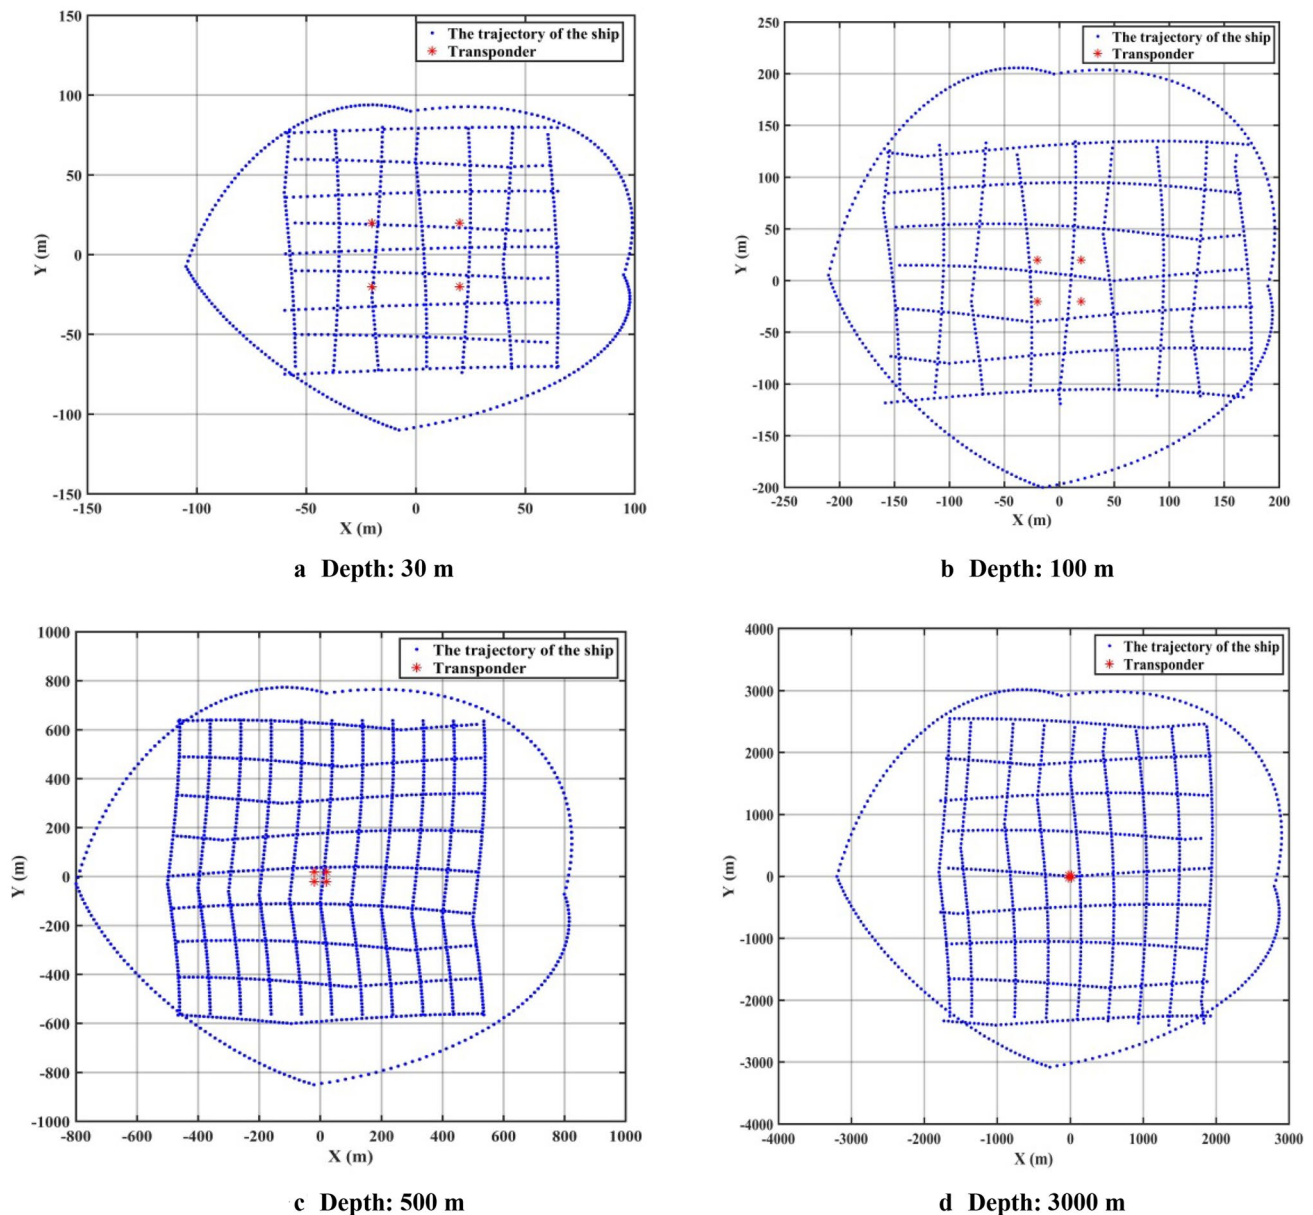 150
100
50
0
-50
-100
-150
-150 -100 -50 0 50 100
Y (m)
X (m)
The trajectory of the ship
Transponder
a Depth: 30 m
250
200
150
100
50
0
-50
-100
-150
-200
-250 -200 -150 -100 -50 0 50 100 150 200
Y (m)
X (m)
The trajectory of the ship
Transponder
b Depth: 100 m
1000
800
600
400
200
0
-200
-400
-600
-800
-1000
-800 -600 -400 -200 0 200 400 600 800 1000
Y (m)
X (m)
The trajectory of the ship
Transponder
c Depth: 500 m
4000
3000
2000
1000
0
-1000
-2000
-3000
-4000
-4000 -3000 -2000 -1000 0 1000 2000 3000
Y (m)
X (m)
The trajectory of the ship
Transponder
d Depth: 3000 m